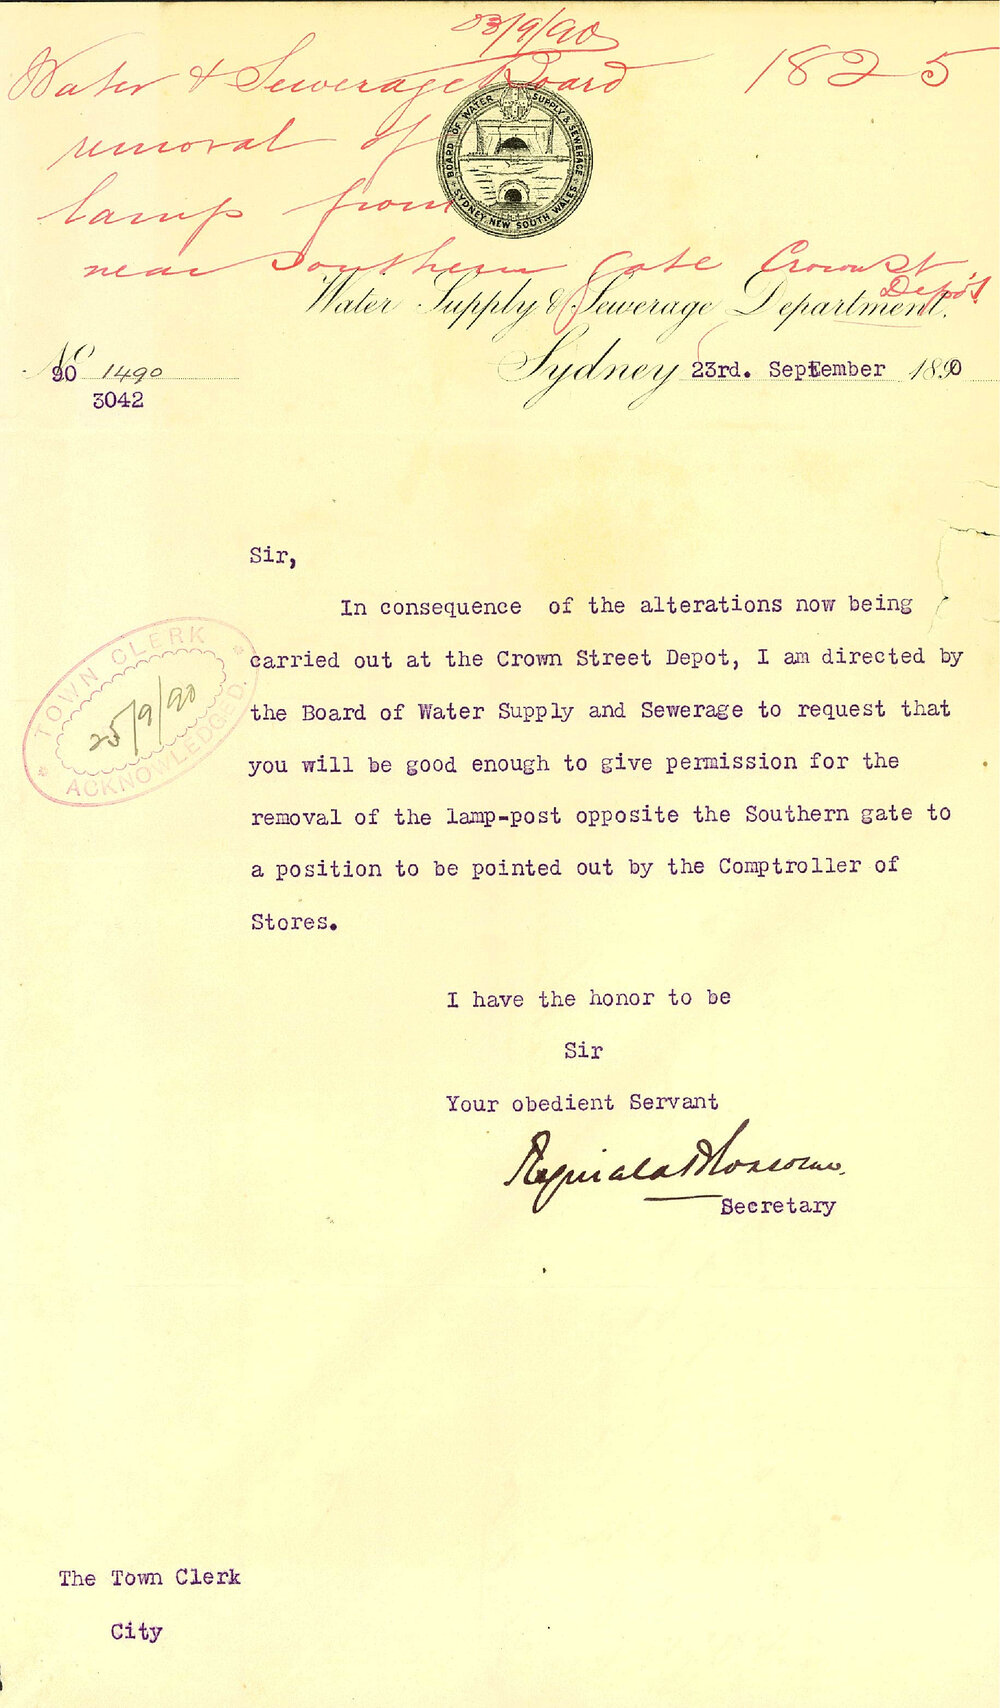 23/9/90
Water & Sewerage Board 1825
removal of
lamp from
near Southern gate Crown St
Depôt
BOARD OF WATER SUPPLY & SEWERAGE
SYDNEY NEW SOUTH WALES
Water Supply & Sewerage Department.
No 90 1490
3042
Sydney 23rd. September 1890
Sir,
In consequence of the alterations now being
carried out at the Crown Street Depot, I am directed by
the Board of Water Supply and Sewerage to request that
you will be good enough to give permission for the
removal of the lamp-post opposite the Southern gate to
a position to be pointed out by the Comptroller of
Stores.
TOWN CLERK
25/9/90
ACKNOWLEDGED.
I have the honor to be
Sir
Your obedient Servant
Reginald
Secretary
The Town Clerk
City